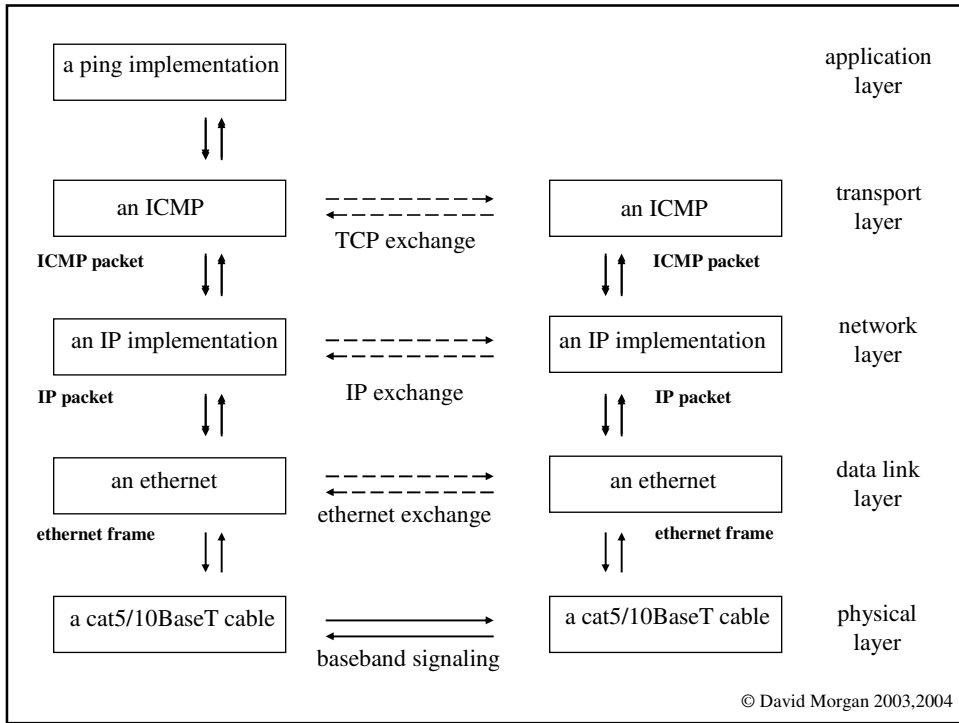 a ping implementation
application
layer
an ICMP
TCP exchange
an ICMP
transport
layer
ICMP packet
ICMP packet
an IP implementation
IP exchange
an IP implementation
network
layer
IP packet
IP packet
an ethernet
ethernet exchange
an ethernet
data link
layer
ethernet frame
ethernet frame
a cat5/10BaseT cable
baseband signaling
a cat5/10BaseT cable
physical
layer
© David Morgan 2003,2004